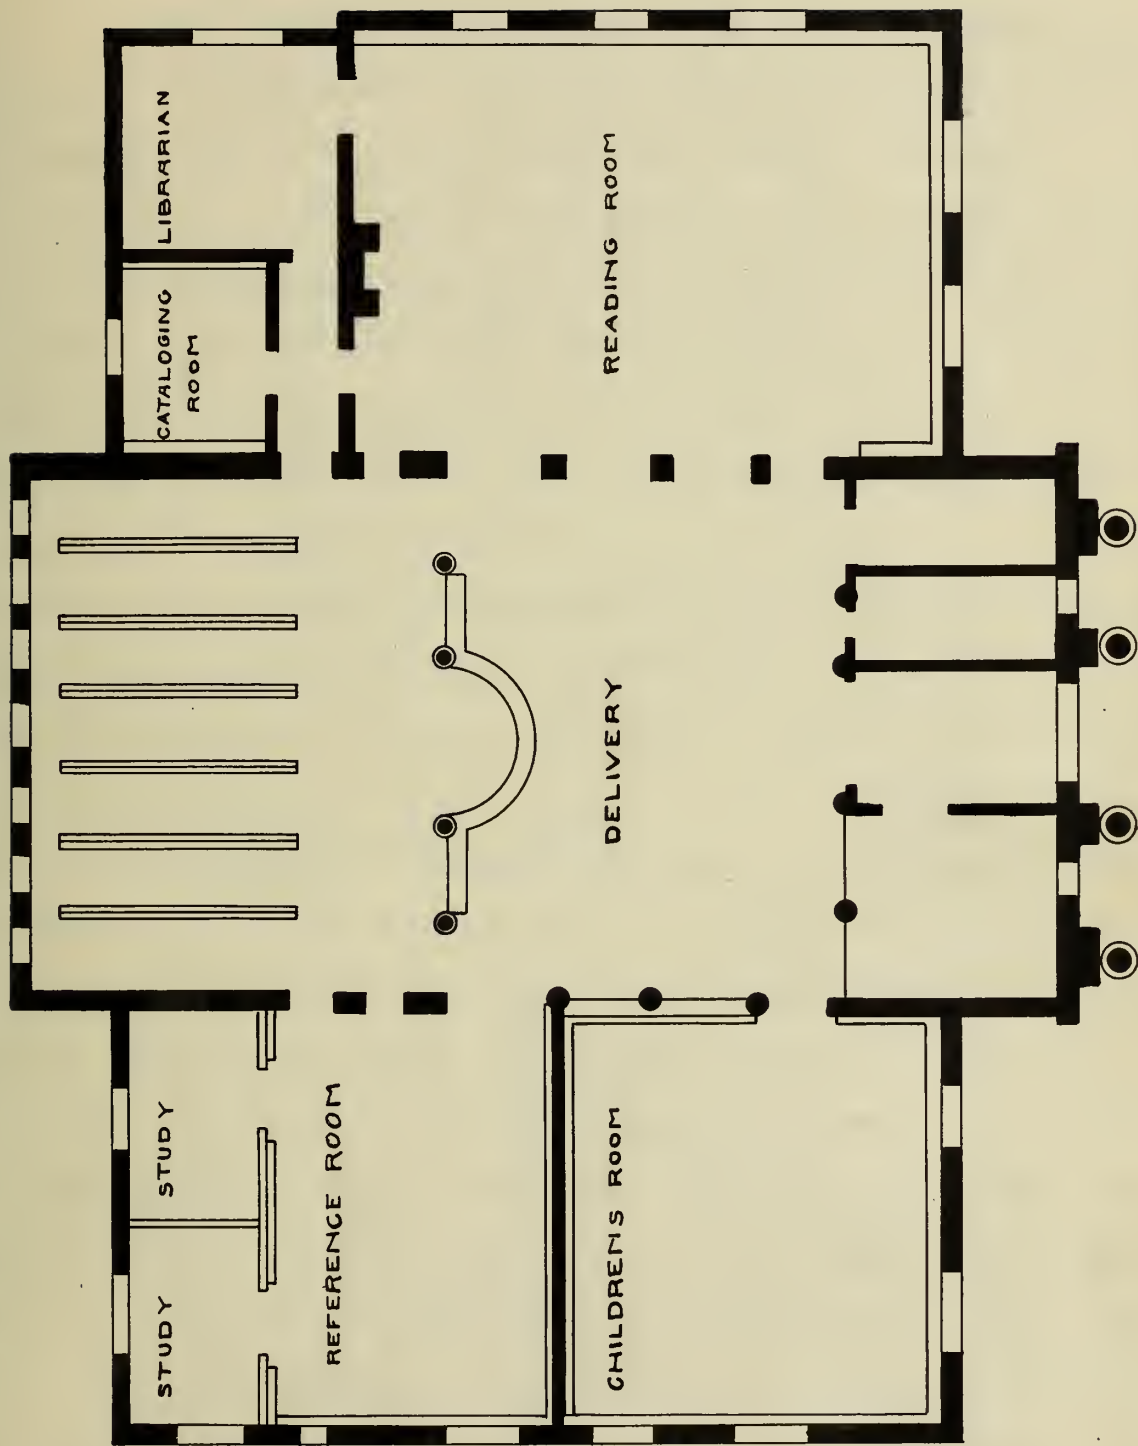 STUDY
STUDY
CATALOGING
ROOM
LIBRARIAN
REFERENCE ROOM
CHILDRENS ROOM
DELIVERY
READING ROOM